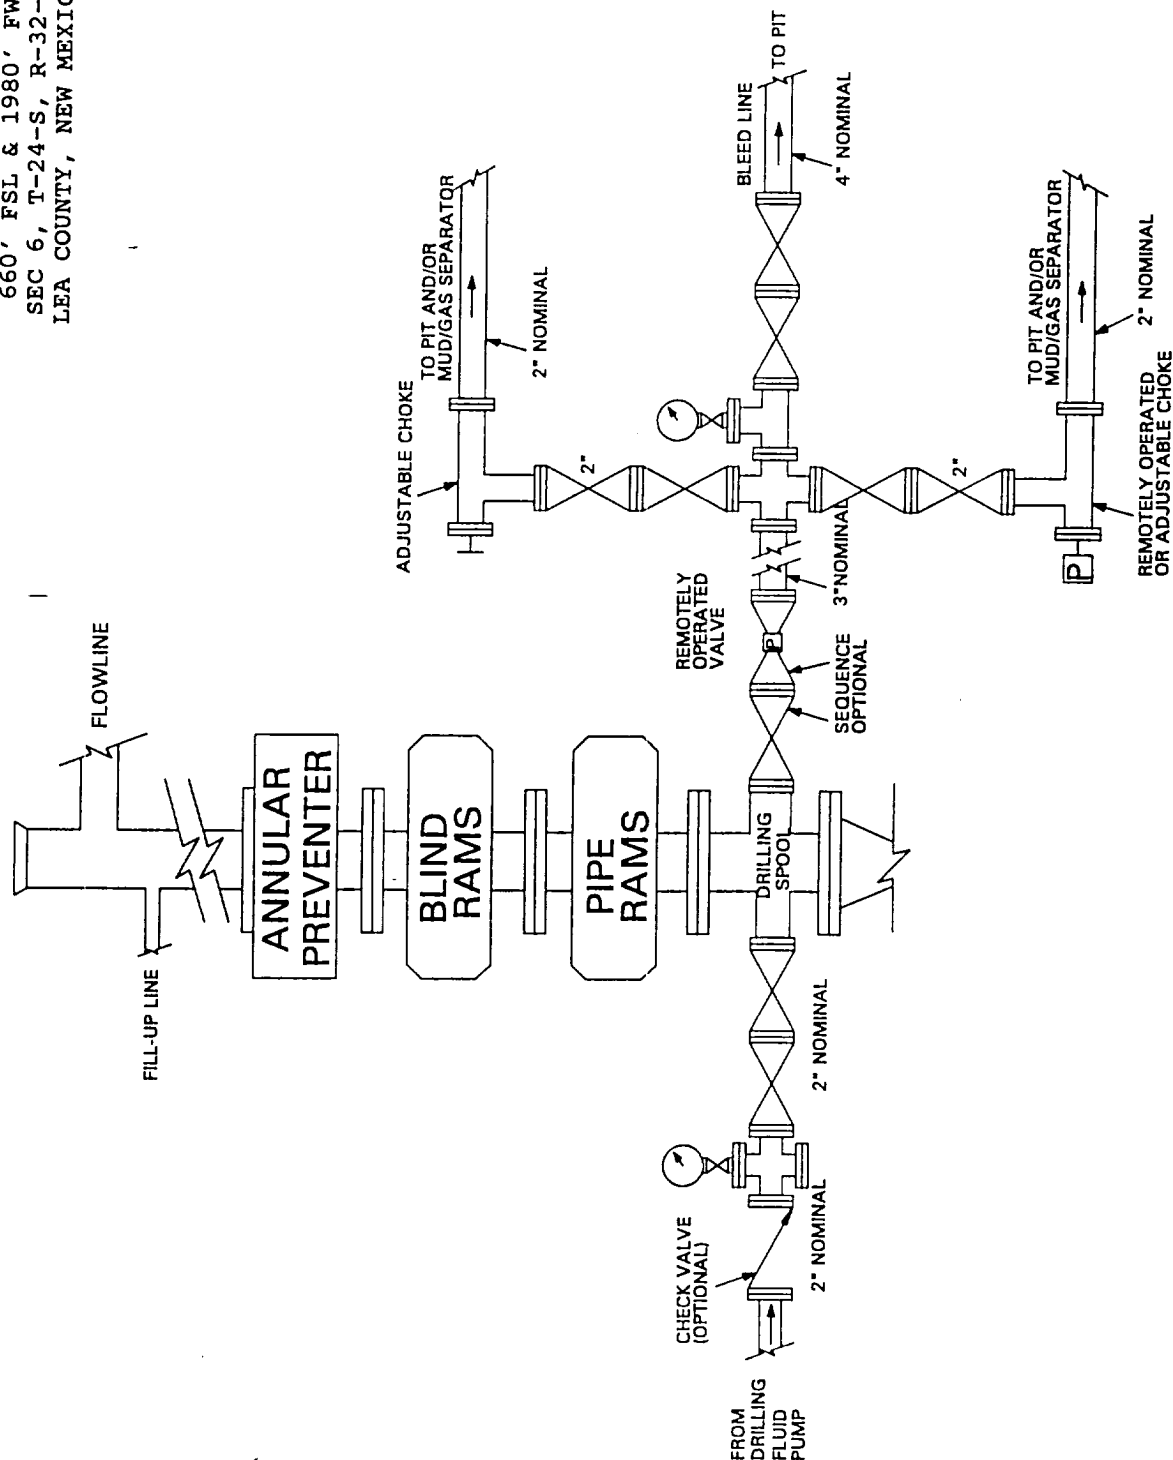 660' FSL & 1980' FW
SEC 6, T-24-S, R-32-
LEA COUNTY, NEW MEXIC
FLOWLINE
FILL-UP LINE
ANNULAR
PREVENTER
BLIND
RAMS
PIPE
RAMS
DRILLING
SPOOL
ADJUSTABLE CHOKE
TO PIT AND/OR
MUD/GAS SEPARATOR
2" NOMINAL
2"
BLEED LINE
TO PIT
4" NOMINAL
REMOTELY
OPERATED
VALVE
P
3" NOMINAL
SEQUENCE
OPTIONAL
2"
TO PIT AND/OR
MUD/GAS SEPARATOR
2" NOMINAL
P
REMOTELY OPERATED
OR ADJUSTABLE CHOKE
2" NOMINAL
CHECK VALVE
(OPTIONAL)
2" NOMINAL
FROM
DRILLING
FLUID
PUMP